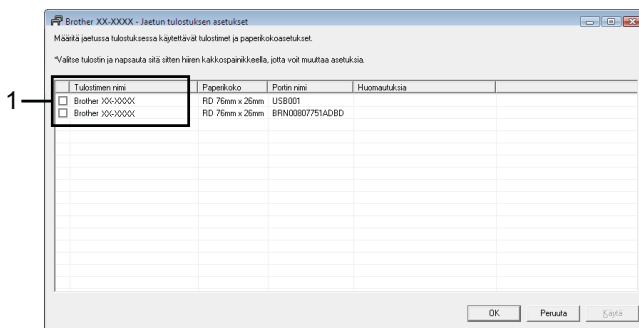 Brother XX-XXXX - Jaetun tulostuksen asetukset
Määritä jaetussa tulostuksessa käytettävät tulostimet ja paperikokoasetukset.
*Valitse tulostin ja napsauta sitä sitten hiiren kakkospainikkeella, jotta voit muuttaa asetuksia.
Tulostimen nimi Paperikoko Portin nimi Huomautuksia
1
Brother XX-XXXX RD 76mm x 26mm USB001
Brother XX-XXXX RD 76mm x 26mm BRN00807751ADBD
OK Peruuta Käytä